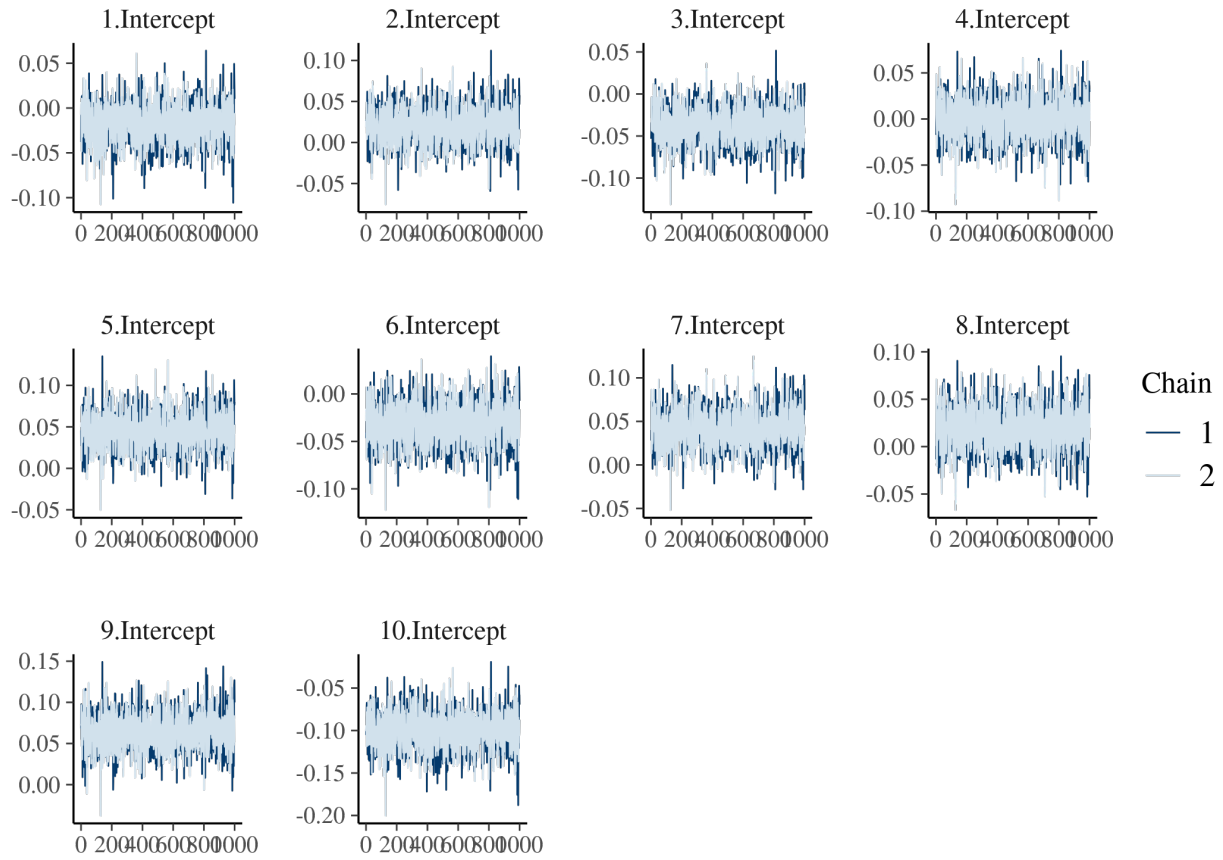 1.Intercept 2.Intercept 3.Intercept 4.Intercept
0.05 0.00 -0.05 -0.10
0.10 0.05 0.00 -0.05
0.05 0.00 -0.05 -0.10
0.05 0.00 -0.05 -0.10
0 200 400 600 800 1000 0 200 400 600 800 1000 0 200 400 600 800 1000 0 200 400 600 800 1000
5.Intercept 6.Intercept 7.Intercept 8.Intercept
0.10 0.05 0.00 -0.05
0.00 -0.05 -0.10
0.10 0.05 0.00 -0.05
0.10 0.05 0.00 -0.05
0 200 400 600 800 1000 0 200 400 600 800 1000 0 200 400 600 800 1000 0 200 400 600 800 1000
9.Intercept 10.Intercept
0.15 0.10 0.05 0.00
-0.05 -0.10 -0.15 -0.20
0 200 400 600 800 1000 0 200 400 600 800 1000
Chain
1
2